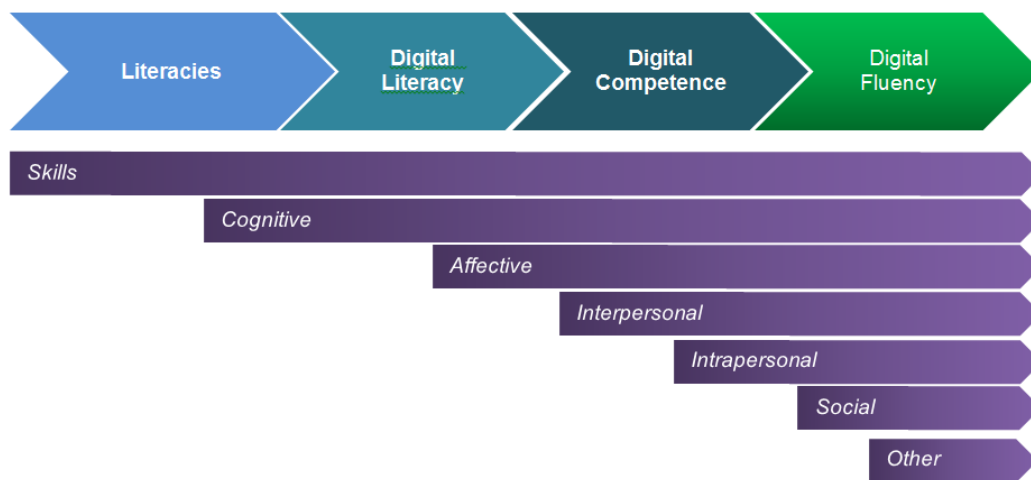 Literacies
Digital
Literacy
Digital
Competence
Digital
Fluency
Skills
Cognitive
Affective
Interpersonal
Intrapersonal
Social
Other